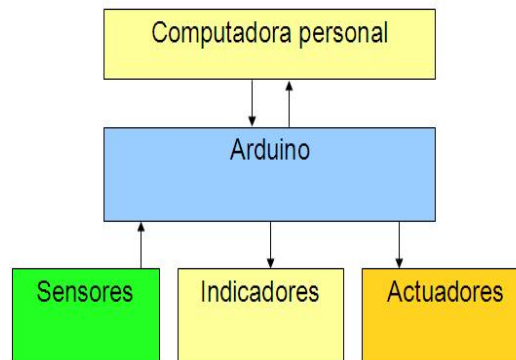 Computadora personal
Arduino
Sensores
Indicadores
Actuadores